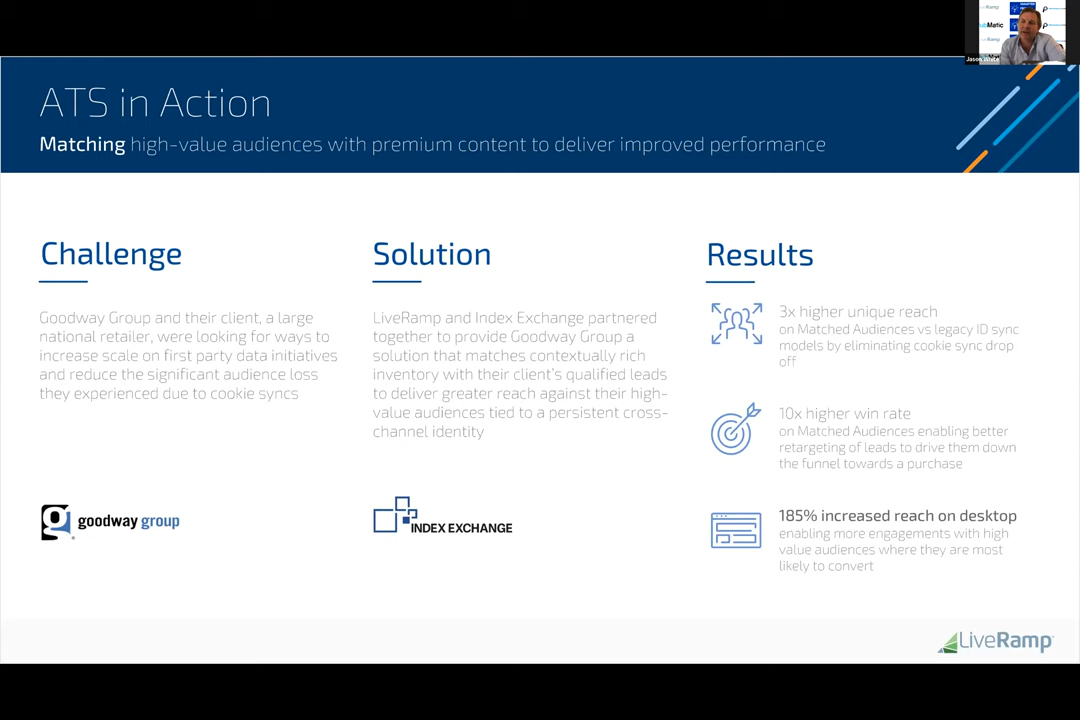 LiveRamp
Matic
Jason White
ATS in Action
Matching high-value audiences with premium content to deliver improved performance
Challenge
Goodway Group and their client, a large
national retailer, were looking for ways to
increase scale on first party data initiatives
and reduce the significant audience loss
they experienced due to cookie syncs
goodway group
Solution
LiveRamp and Index Exchange partnered
together to provide Goodway Group a
solution that matches contextually rich
inventory with their client's qualified leads
to deliver greater reach against their high-
value audiences tied to a persistent cross-
channel identity
INDEX EXCHANGE
Results
3x higher unique reach
on Matched Audiences vs legacy ID sync
models by eliminating cookie sync drop
off
10x higher win rate
on Matched Audiences enabling better
retargeting of leads to drive them down
the funnel towards a purchase
185% increased reach on desktop
enabling more engagements with high
value audiences where they are most
likely to convert
LiveRamp